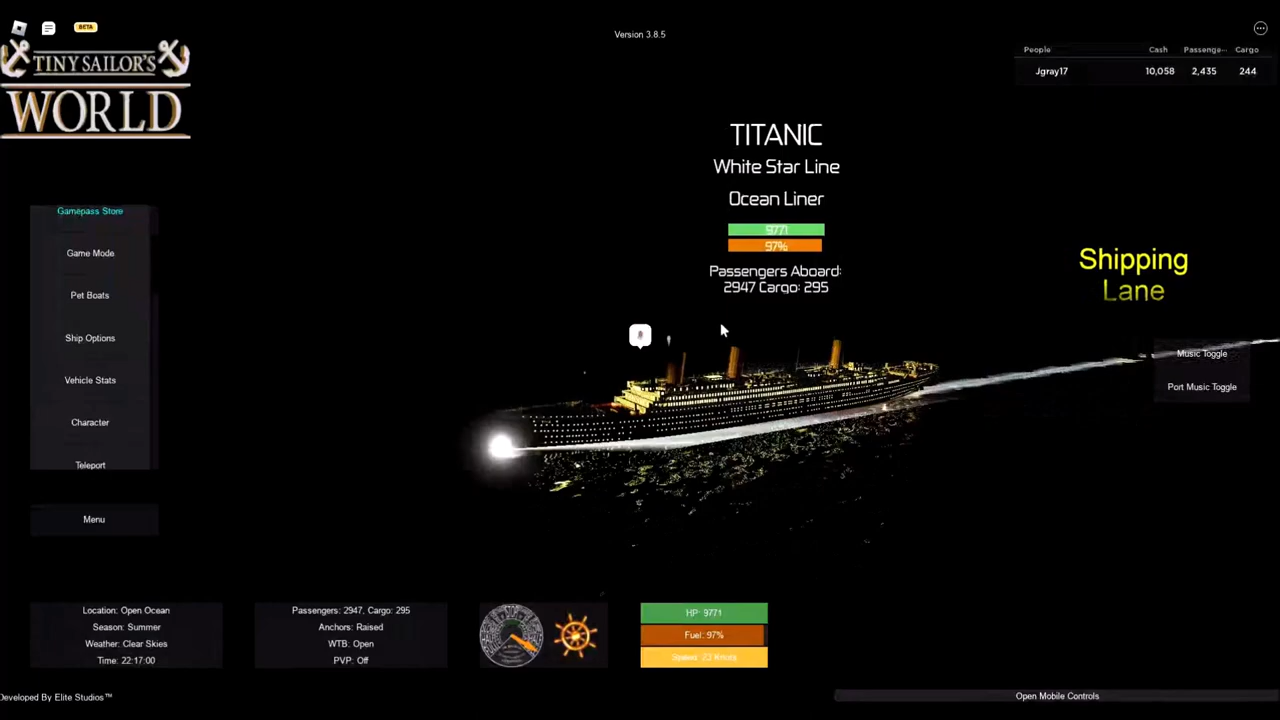 BETA
Version 3.8.5
TINY SAILOR'S
WORLD
People Cash Passenge... Cargo
Jgray17 10,058 2,435 244
TITANIC
White Star Line
Ocean Liner
9771
97%
Passengers Aboard:
2947 Cargo: 295
Shipping
Lane
Gamepass Store
Game Mode
Pet Boats
Ship Options
Vehicle Stats
Character
Teleport
Menu
Music Toggle
Port Music Toggle
Location: Open Ocean
Season: Summer
Weather: Clear Skies
Time: 22:17:00
Passengers: 2947, Cargo: 295
Anchors: Raised
WTB: Open
PVP: Off
HP: 9771
Fuel: 97%
Speed: 23 Knots
Developed By Elite Studios™
Open Mobile Controls